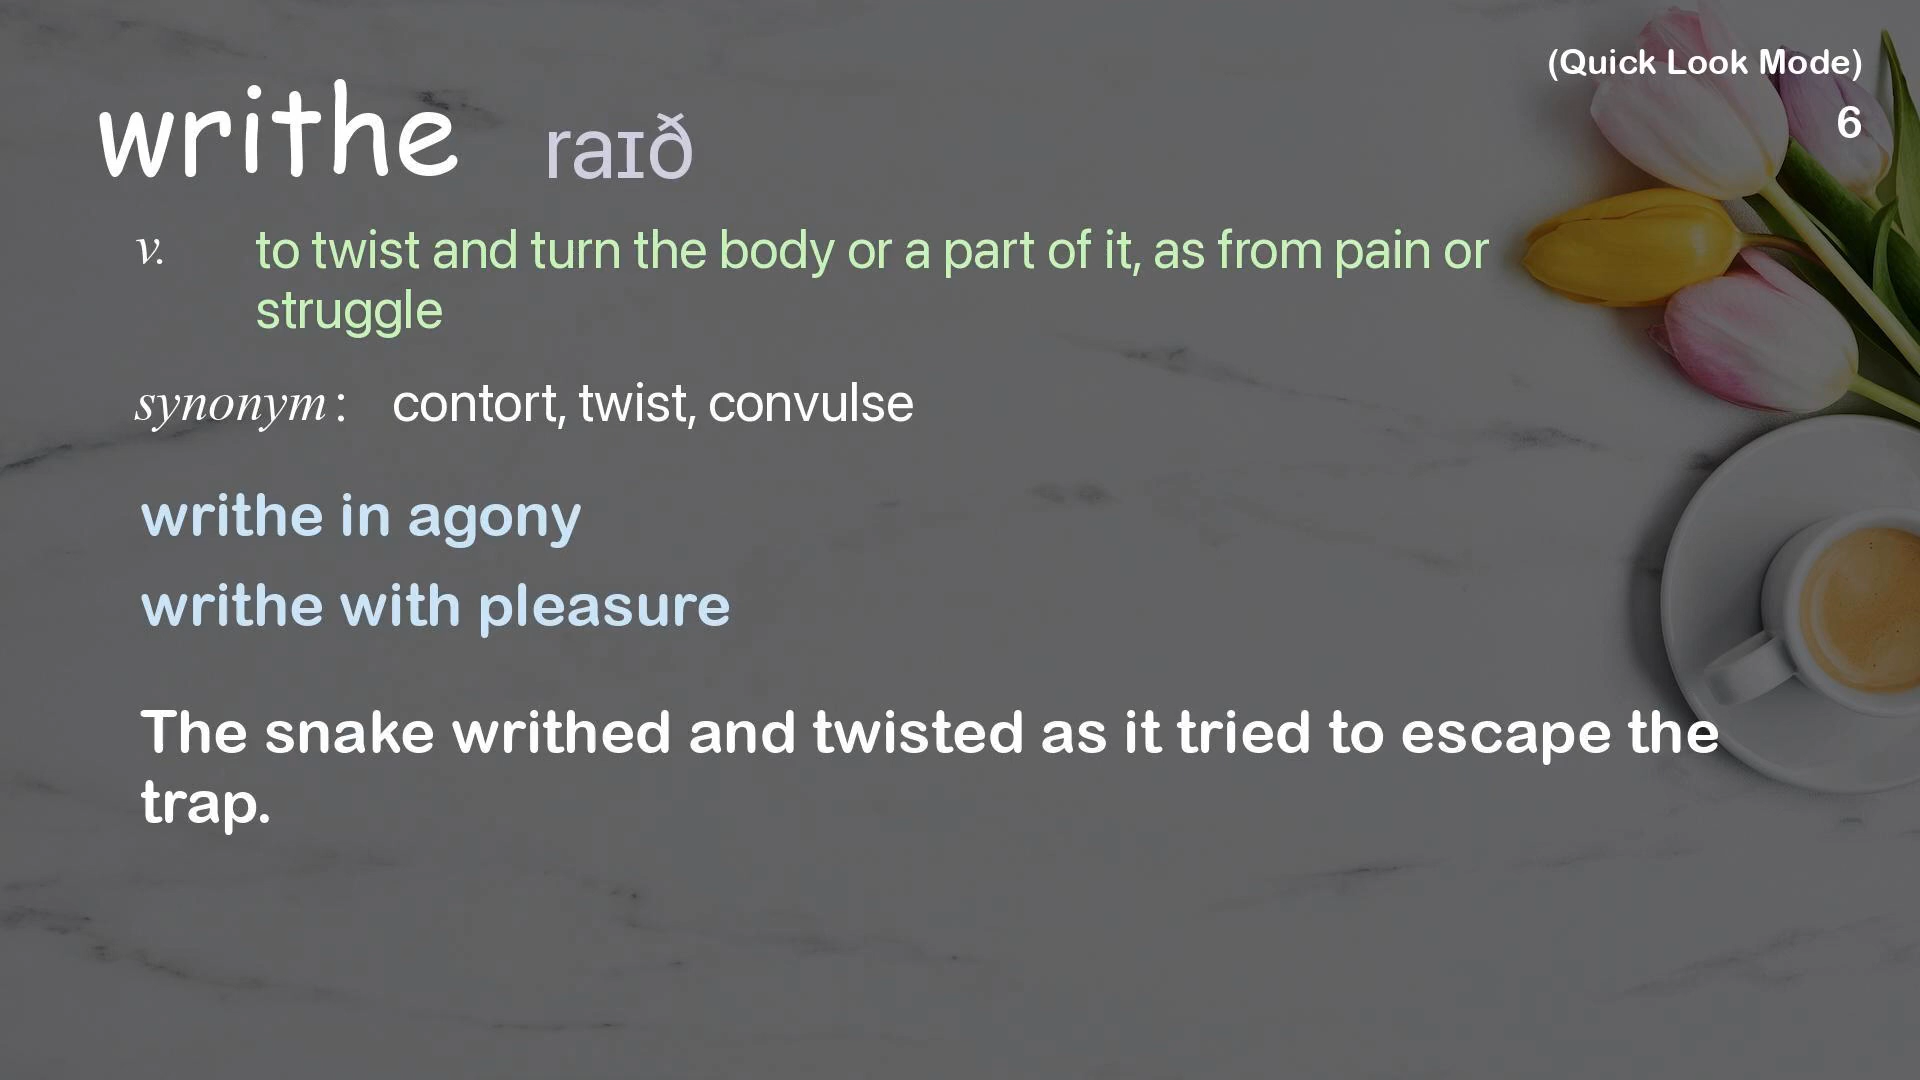 (Quick Look Mode)
6
writhe raɪð
v. to twist and turn the body or a part of it, as from pain or
struggle
synonym: contort, twist, convulse
writhe in agony
writhe with pleasure
The snake writhed and twisted as it tried to escape the
trap.